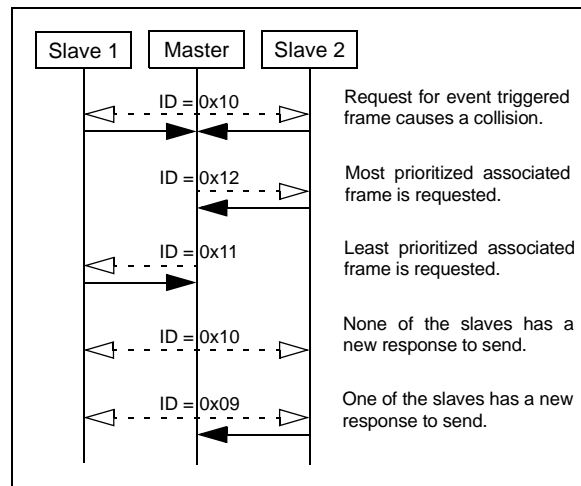 Slave 1 Master Slave 2
ID = 0x10
Request for event triggered
frame causes a collision.
ID = 0x12
Most prioritized associated
frame is requested.
ID = 0x11
Least prioritized associated
frame is requested.
ID = 0x10
None of the slaves has a
new response to send.
ID = 0x09
One of the slaves has a new
response to send.